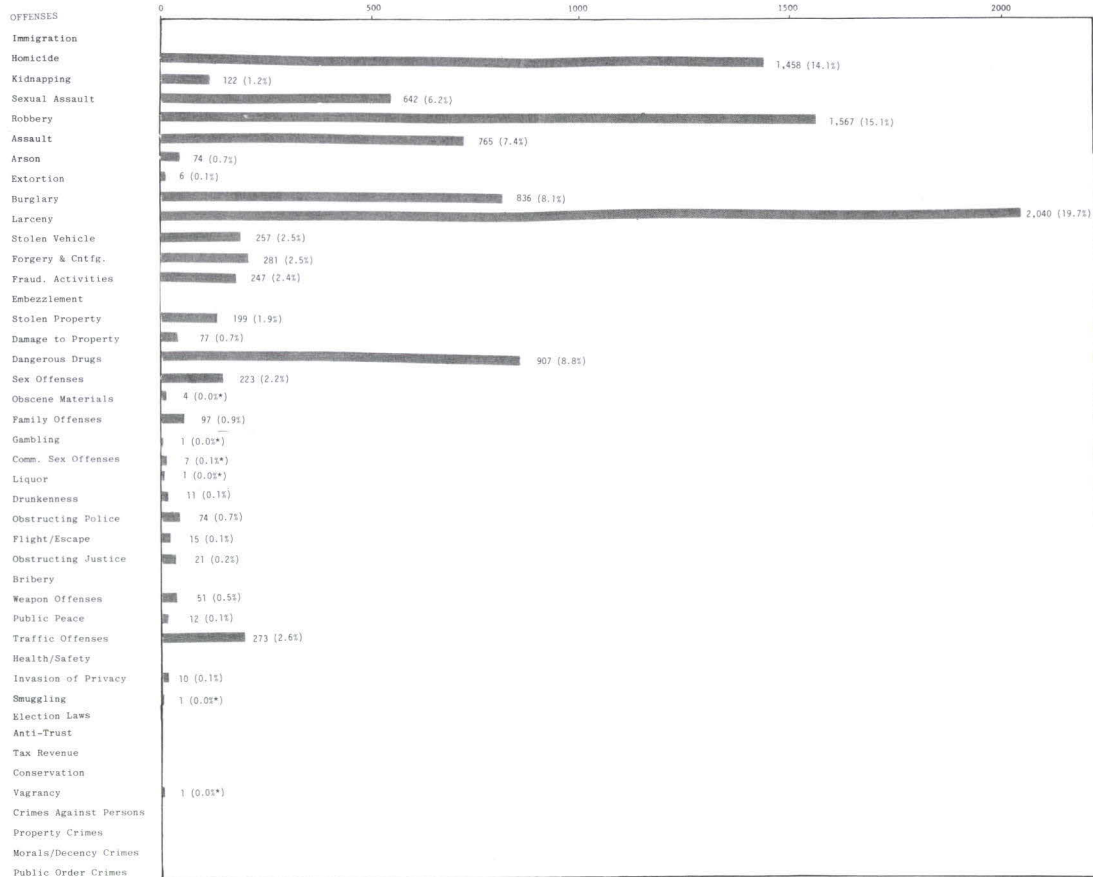 0 500 1000 1500 2000
OFFENSES
Immigration
Homicide 1,458 (14.1%)
Kidnapping 122 (1.2%)
Sexual Assault 642 (6.2%)
Robbery 1,567 (15.1%)
Assault 765 (7.4%)
Arson 74 (0.7%)
Extortion 6 (0.1%)
Burglary 836 (8.1%)
Larceny 2,040 (19.7%)
Stolen Vehicle 257 (2.5%)
Forgery & Cntfg. 281 (2.5%)
Fraud. Activities 247 (2.4%)
Embezzlement
Stolen Property 199 (1.9%)
Damage to Property 77 (0.7%)
Dangerous Drugs 907 (8.8%)
Sex Offenses 223 (2.2%)
Obscene Materials 4 (0.0%*)
Family Offenses 97 (0.9%)
Gambling 1 (0.0%*)
Comm. Sex Offenses 7 (0.1%*)
Liquor 1 (0.0%*)
Drunkenness 11 (0.1%)
Obstructing Police 74 (0.7%)
Flight/Escape 15 (0.1%)
Obstructing Justice 21 (0.2%)
Bribery
Weapon Offenses 51 (0.5%)
Public Peace 12 (0.1%)
Traffic Offenses 273 (2.6%)
Health/Safety
Invasion of Privacy 10 (0.1%)
Smuggling 1 (0.0%*)
Election Laws
Anti-Trust
Tax Revenue
Conservation
Vagrancy 1 (0.0%*)
Crimes Against Persons
Property Crimes
Morals/Decency Crimes
Public Order Crimes